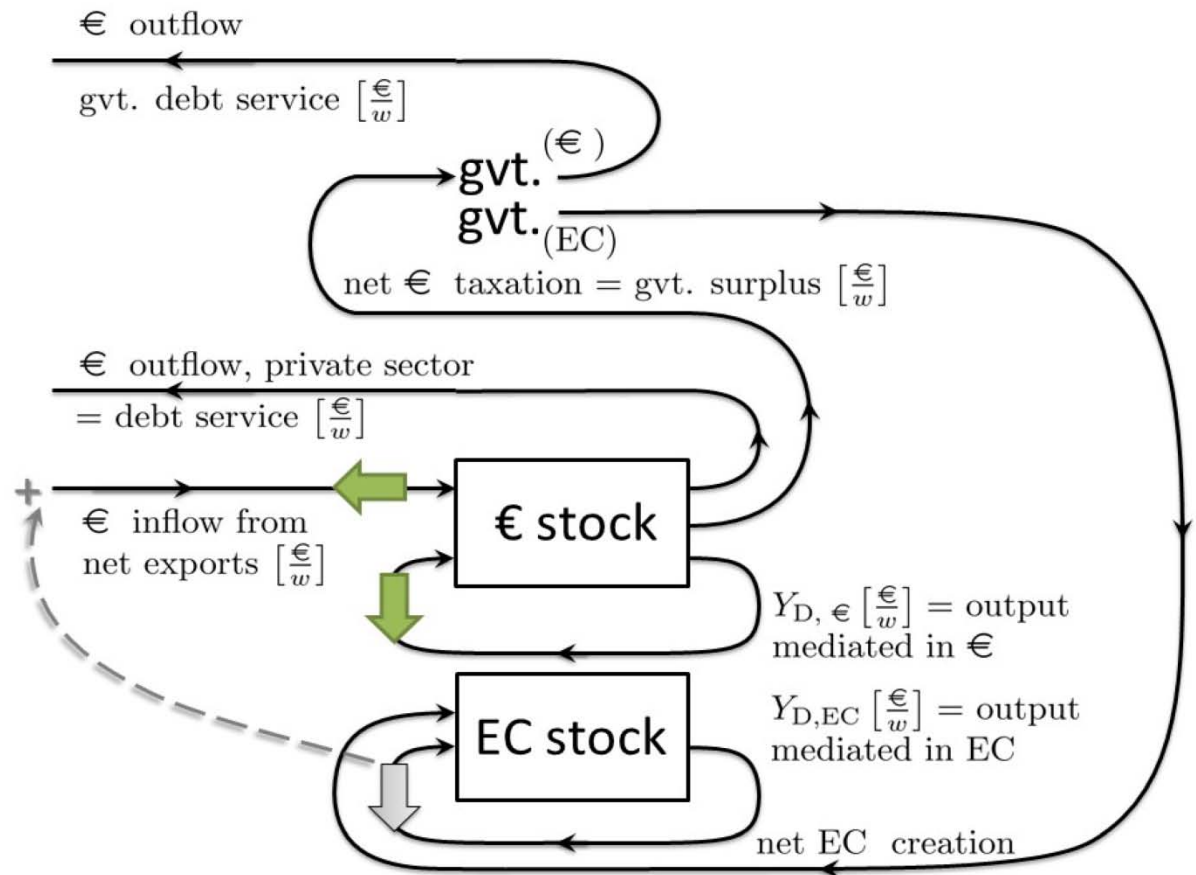 € outflow
gvt. debt service [€/w]
gvt. (€ )
gvt. (EC)
net € taxation = gvt. surplus [€/w]
€ outflow, private sector
= debt service [€/w]
+
€ inflow from
net exports [€/w]
€ stock
Y_D, € [€/w] = output
mediated in €
Y_D,EC [€/w] = output
mediated in EC
EC stock
net EC creation